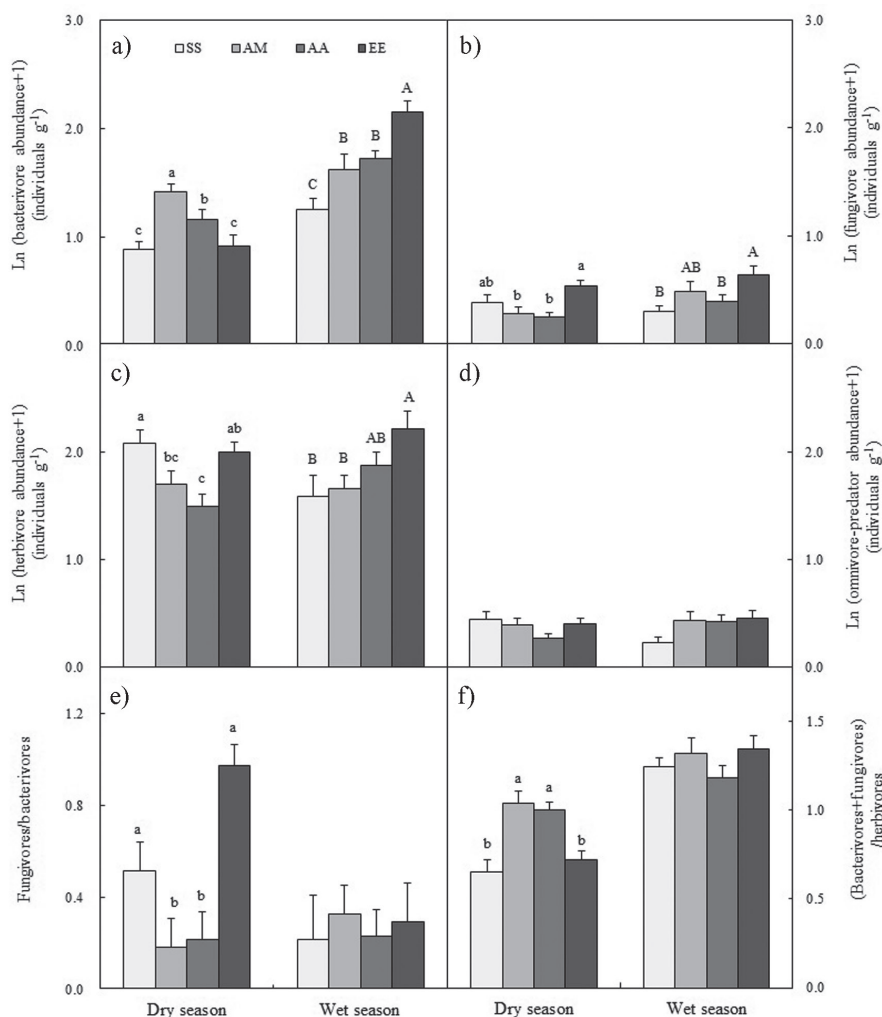 3.0
a)
SS AM AA EE
2.0
1.0
0.0
Ln (bacterivore abundance+1)
(individuals g-1)
c a b c
C B B A
b)
3.0
2.0
1.0
0.0
Ln (fungivore abundance+1)
(individuals g-1)
ab b b a
B AB B A
c)
2.0
1.0
0.0
Ln (herbivore abundance+1)
(individuals g-1)
a bc c ab
B B AB A
d)
2.0
1.0
0.0
Ln (omnivore-predator abundance+1)
(individuals g-1)
e)
1.2
0.8
0.4
0.0
Fungivores/bacterivores
a b b a
f)
1.5
1.0
0.5
0.0
(Bacterivores+fungivores)
/herbivores
b a a b
Dry season Wet season Dry season Wet season